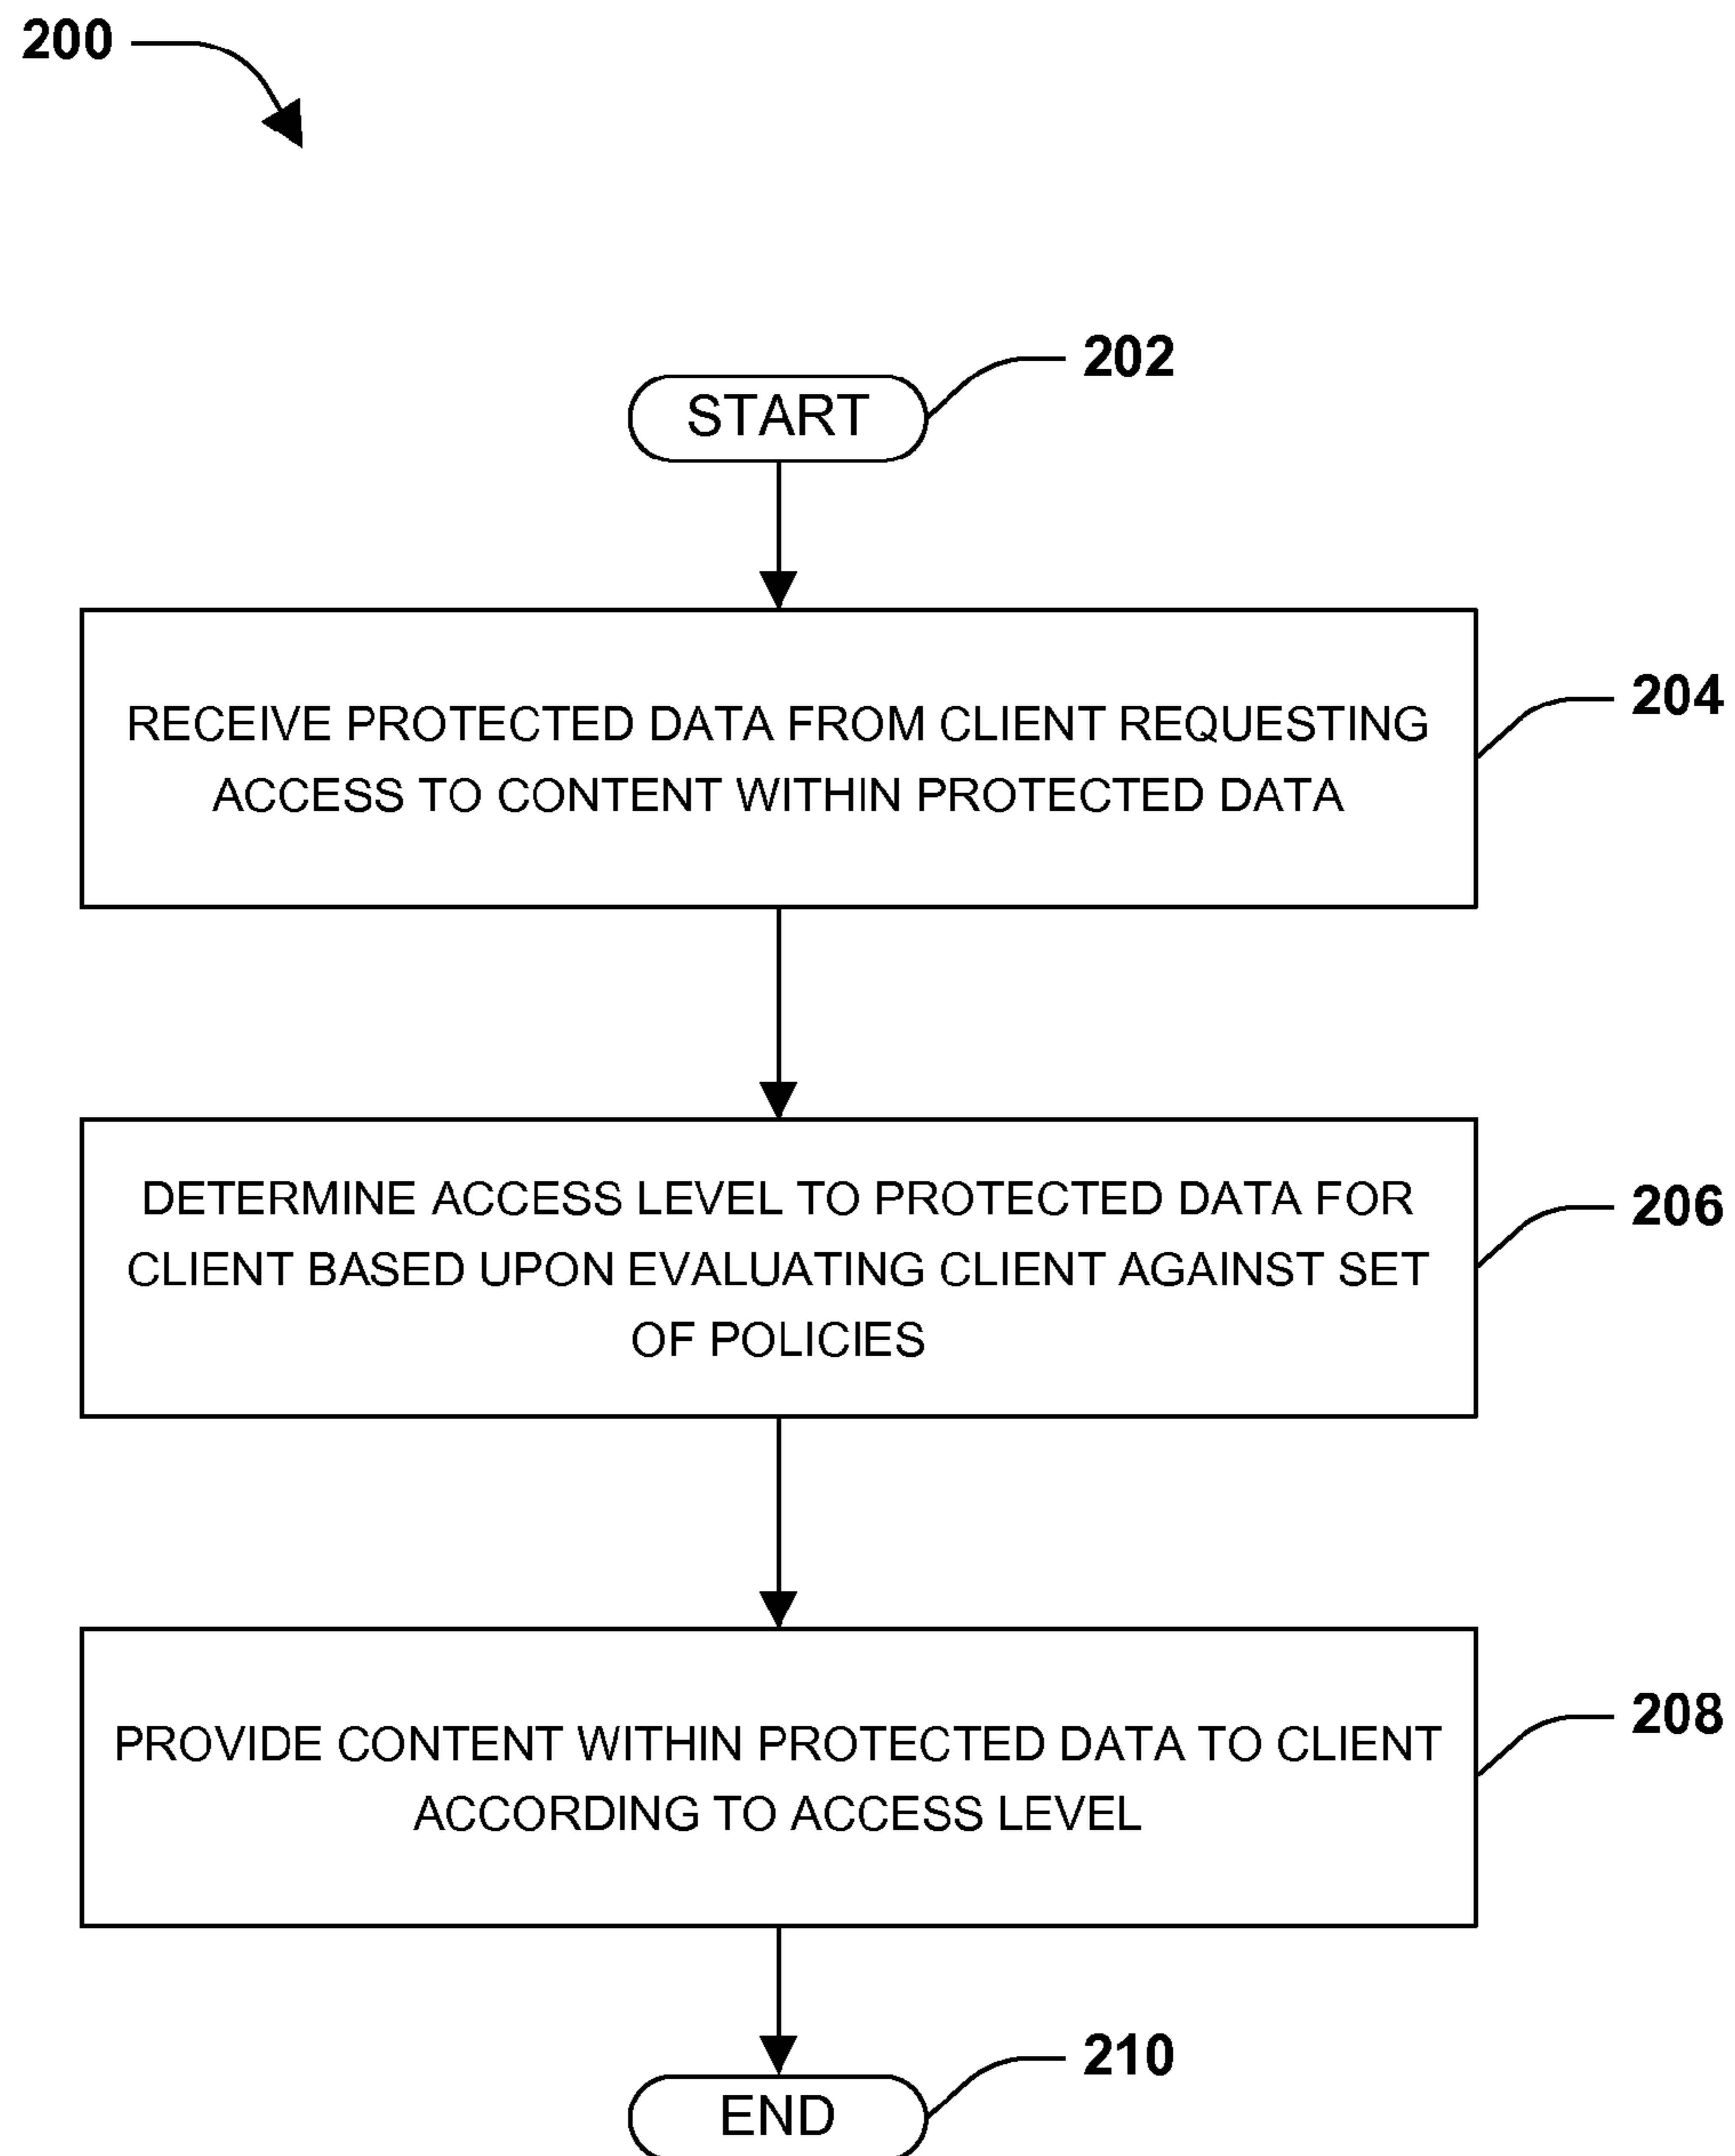 200
202
START
204
RECEIVE PROTECTED DATA FROM CLIENT REQUESTING
ACCESS TO CONTENT WITHIN PROTECTED DATA
206
DETERMINE ACCESS LEVEL TO PROTECTED DATA FOR
CLIENT BASED UPON EVALUATING CLIENT AGAINST SET
OF POLICIES
208
PROVIDE CONTENT WITHIN PROTECTED DATA TO CLIENT
ACCORDING TO ACCESS LEVEL
210
END